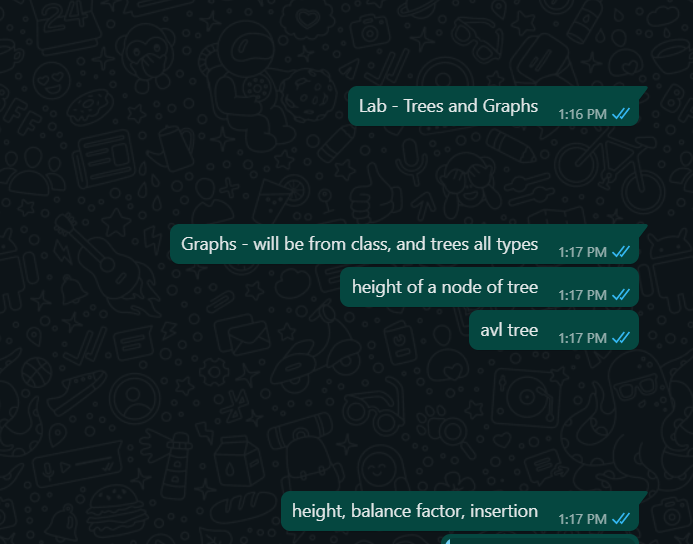 Lab - Trees and Graphs 1:16 PM
Graphs - will be from class, and trees all types 1:17 PM
height of a node of tree 1:17 PM
avl tree 1:17 PM
height, balance factor, insertion 1:17 PM